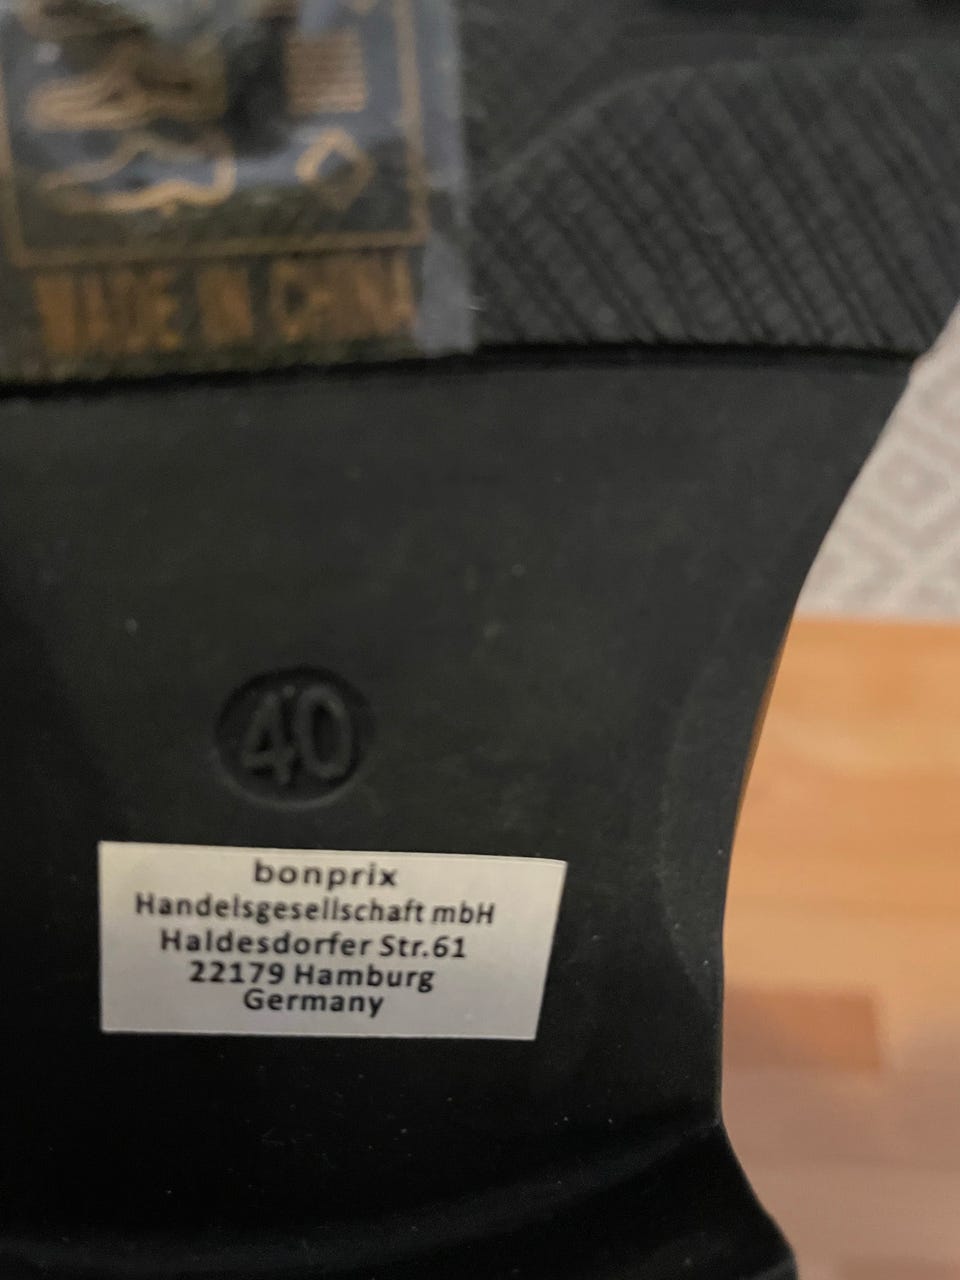 MADE IN CHINA
40
bonprix
Handelsgesellschaft mbH
Haldesdorfer Str.61
22179 Hamburg
Germany